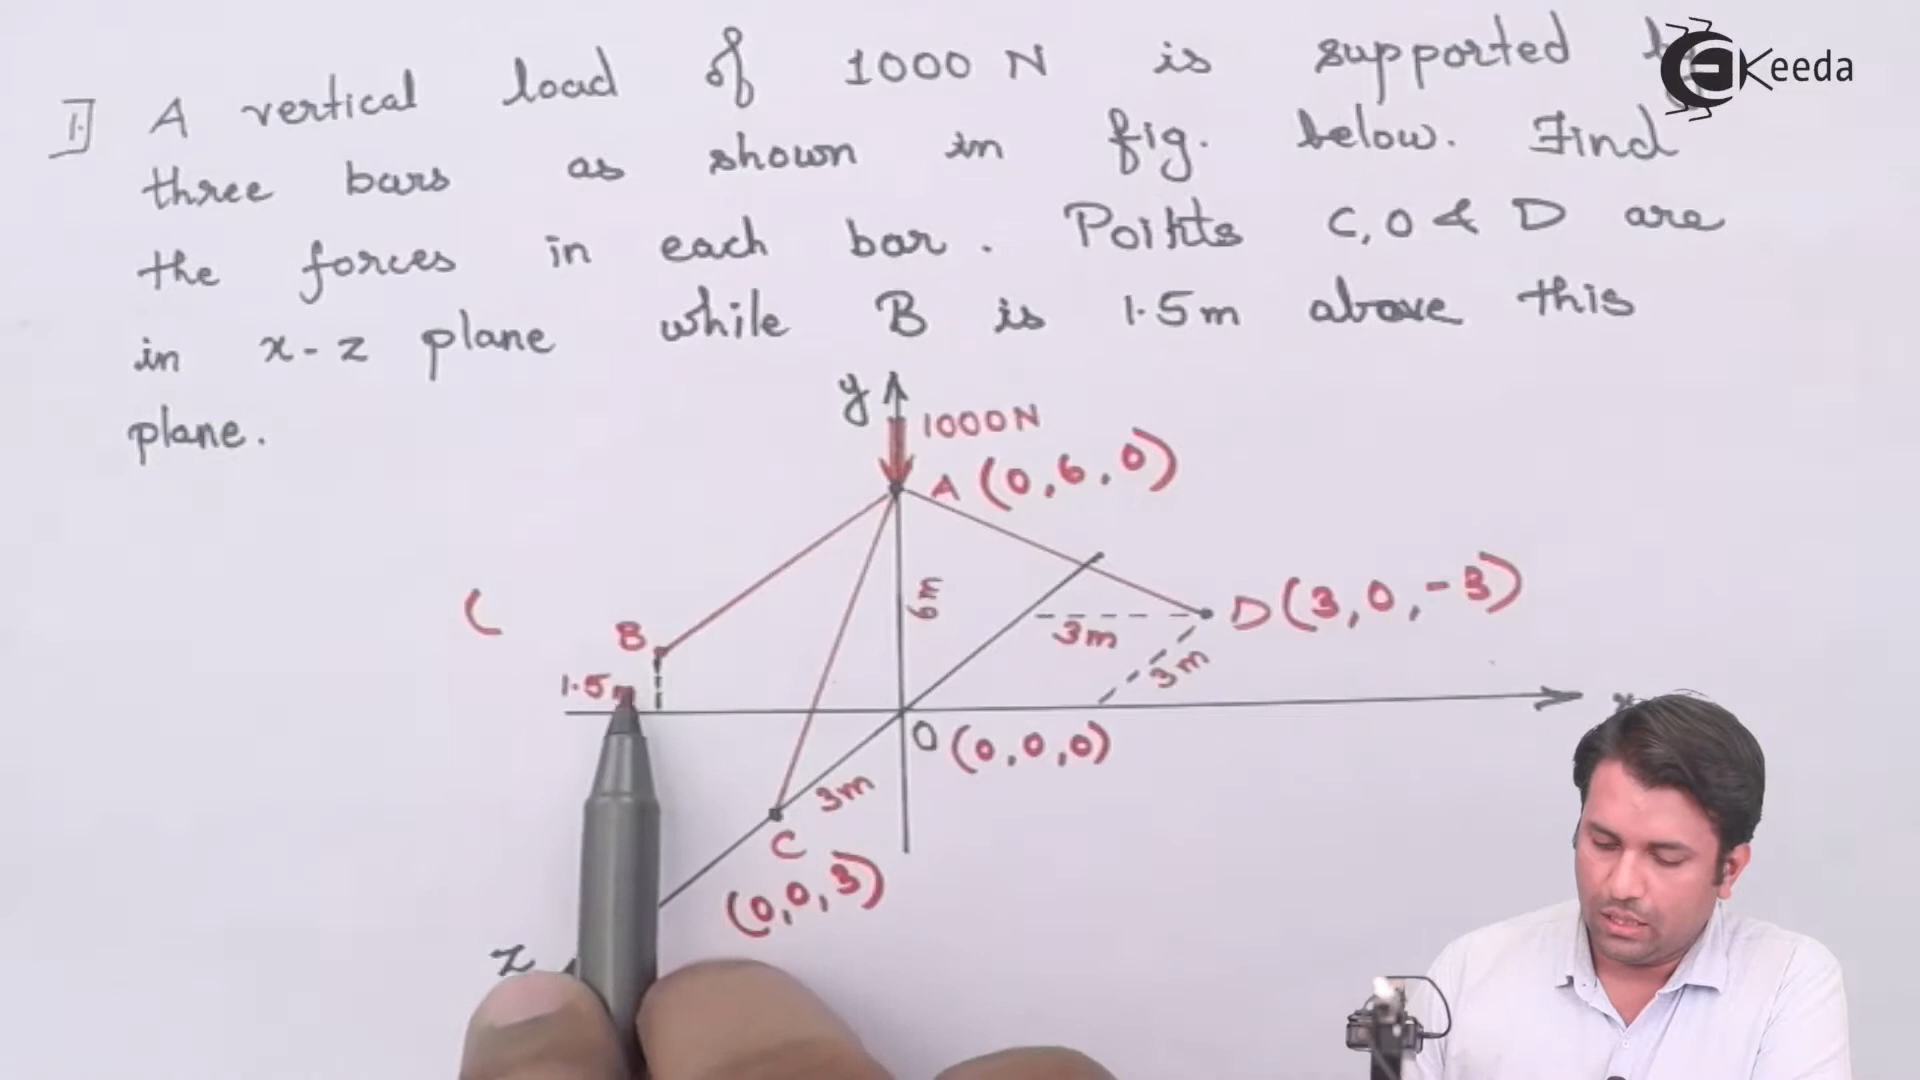 Keeda
1.] A vertical load of 1000 N is supported
three bars as shown in fig. below. Find
the forces in each bar. Points C, O & D are
in x-z plane while B is 1.5m above this
plane.
y
1000N
A (0,6,0)
(
B
1.5m
6m
3m
3m
D (3,0,-3)
O (0,0,0)
3m
C
(0,0,3)
z